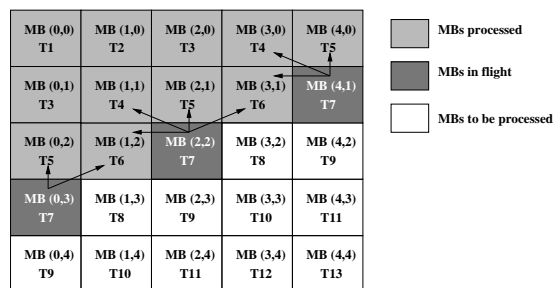 MB (0,0) MB (1,0) MB (2,0) MB (3,0) MB (4,0)
T1 T2 T3 T4 T5
MB (0,1) MB (1,1) MB (2,1) MB (3,1) MB (4,1)
T3 T4 T5 T6 T7
MB (0,2) MB (1,2) MB (2,2) MB (3,2) MB (4,2)
T5 T6 T7 T8 T9
MB (0,3) MB (1,3) MB (2,3) MB (3,3) MB (4,3)
T7 T8 T9 T10 T11
MB (0,4) MB (1,4) MB (2,4) MB (3,4) MB (4,4)
T9 T10 T11 T12 T13
MBs processed
MBs in flight
MBs to be processed